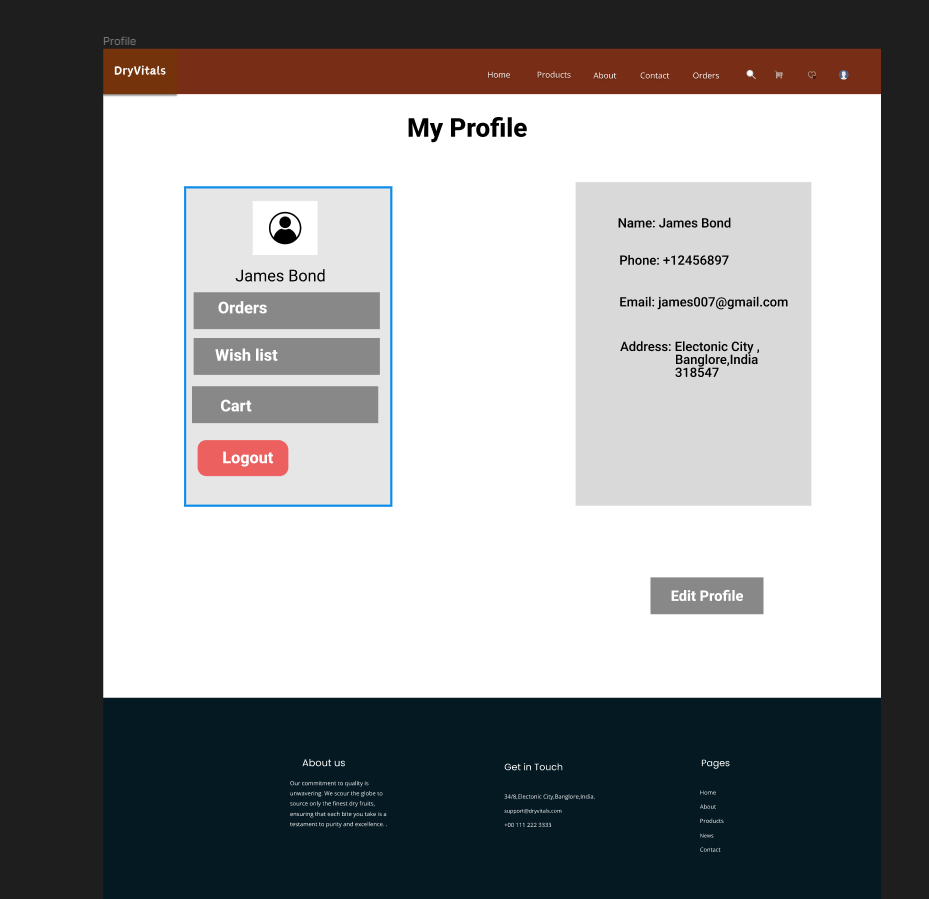 Profile
DryVitals
Home
Products
About
Contact
Orders
My Profile
James Bond
Orders
Wish list
Cart
Logout
Name: James Bond
Phone: +12456897
Email: james007@gmail.com
Address: Electonic City ,
Banglore,India
318547
Edit Profile
About us
Our commitment to quality is
unwavering. We scour the globe to
source only the finest dry fruits,
ensuring that each bite you take is a
testament to purity and excellence. .
Get in Touch
34/8,Electonic City,Banglore,India.
support@dryvitals.com
+00 111 222 3333
Pages
Home
About
Products
News
Contact